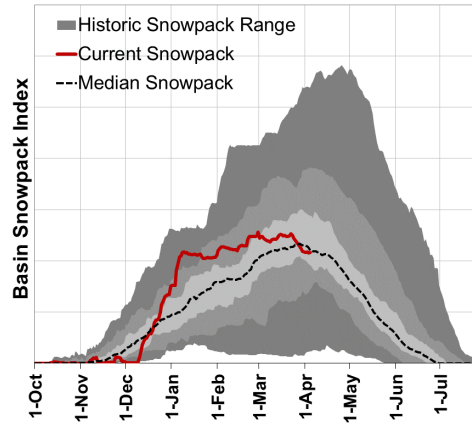 Historic Snowpack Range
Current Snowpack
Median Snowpack
Basin Snowpack Index
1-Oct
1-Nov
1-Dec
1-Jan
1-Feb
1-Mar
1-Apr
1-May
1-Jun
1-Jul